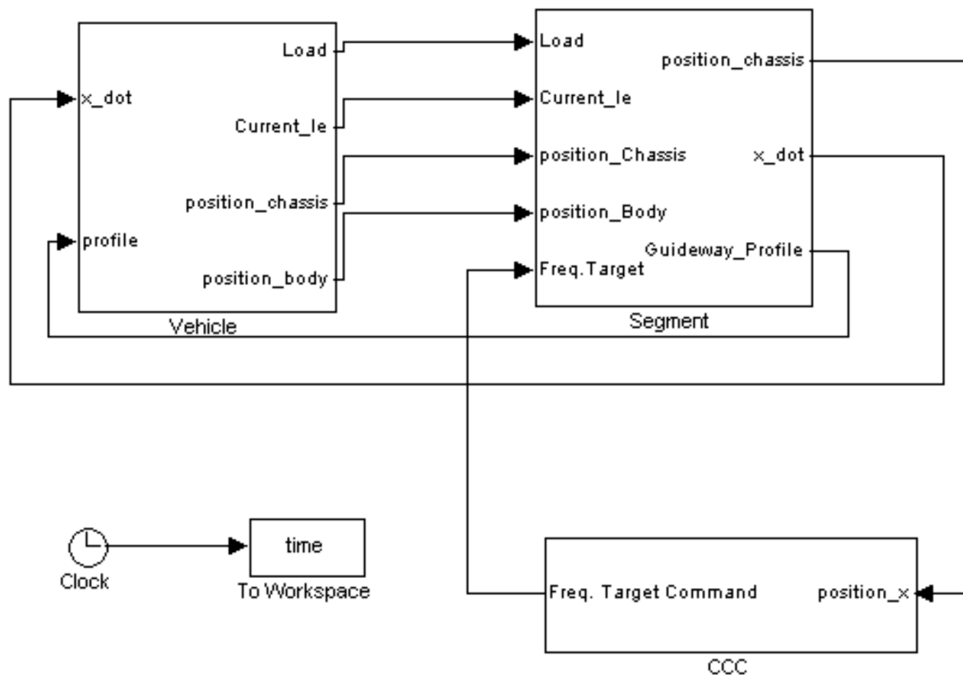 Load
x_dot
Current_Ie
position_chassis
profile
position_body
Vehicle
Load
position_chassis
Current_Ie
position_Chassis
x_dot
position_Body
Guideway_Profile
Freq.Target
Segment
time
Clock
To Workspace
Freq. Target Command
position_x
CCC